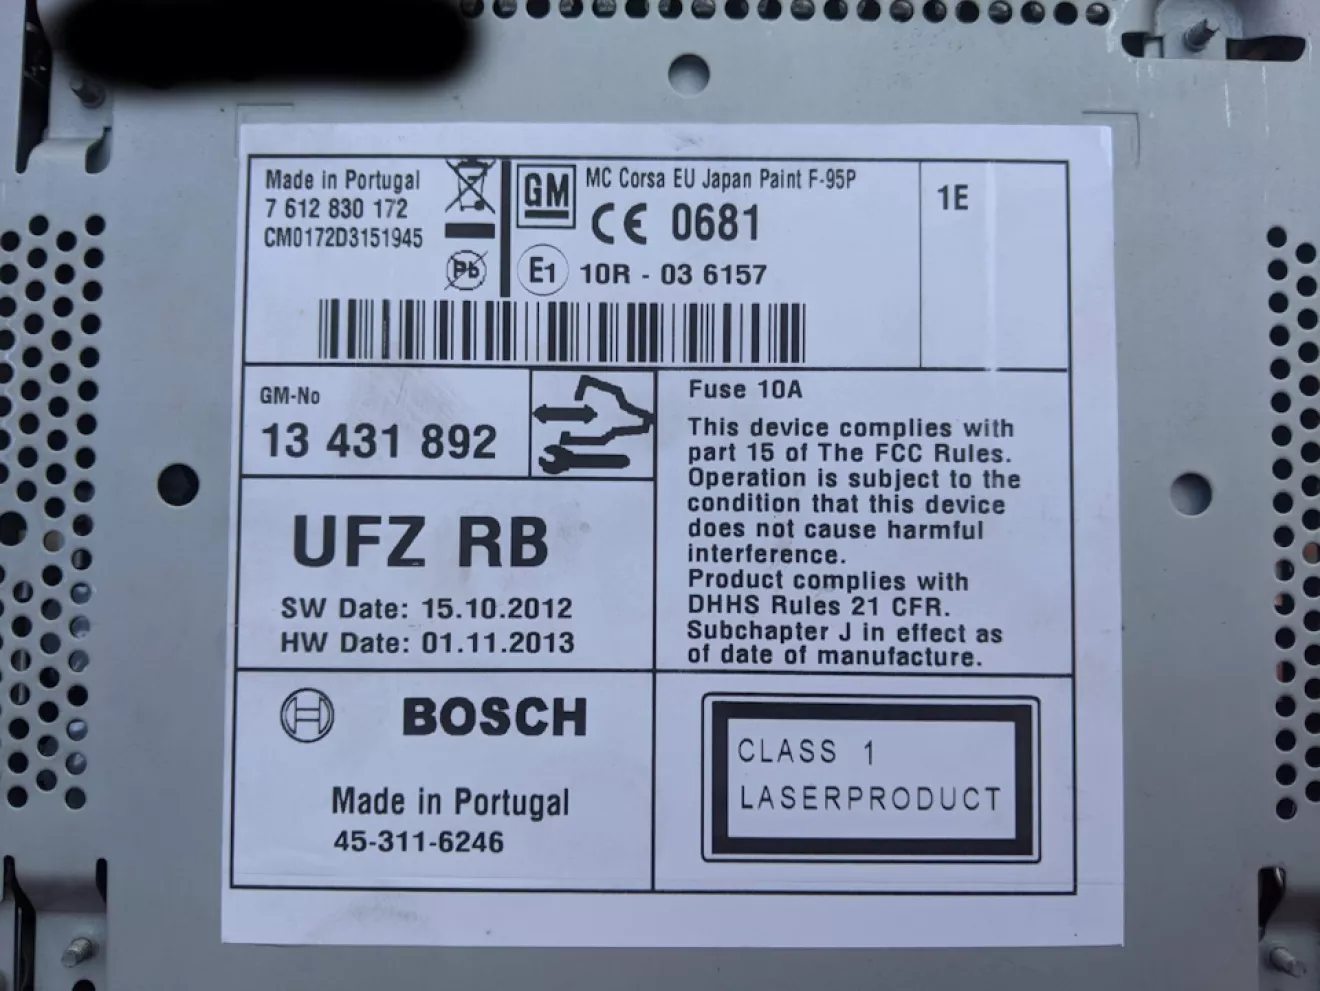 Made in Portugal
7 612 830 172
CM0172D3151945
Pb
GM
MC Corsa EU Japan Paint F-95P
CE 0681
E1 10R - 03 6157
1E
GM-No
13 431 892
UFZ RB
SW Date: 15.10.2012
HW Date: 01.11.2013
Fuse 10A
This device complies with
part 15 of The FCC Rules.
Operation is subject to the
condition that this device
does not cause harmful
interference.
Product complies with
DHHS Rules 21 CFR.
Subchapter J in effect as
of date of manufacture.
BOSCH
Made in Portugal
45-311-6246
CLASS 1
LASERPRODUCT